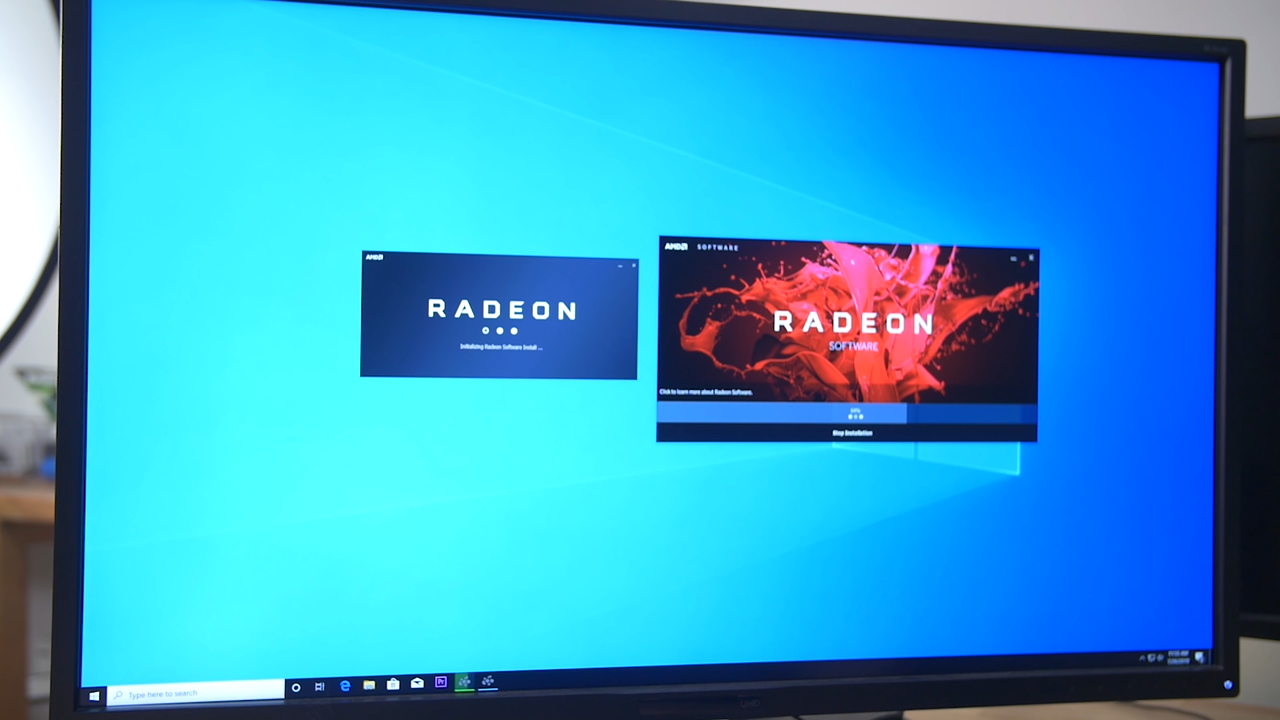 AMD
RADEON
Initializing Radeon Software Install ...
AMD SOFTWARE
RADEON
SOFTWARE
Click to learn more about Radeon Software.
Stop Installation
Type here to search
Pr